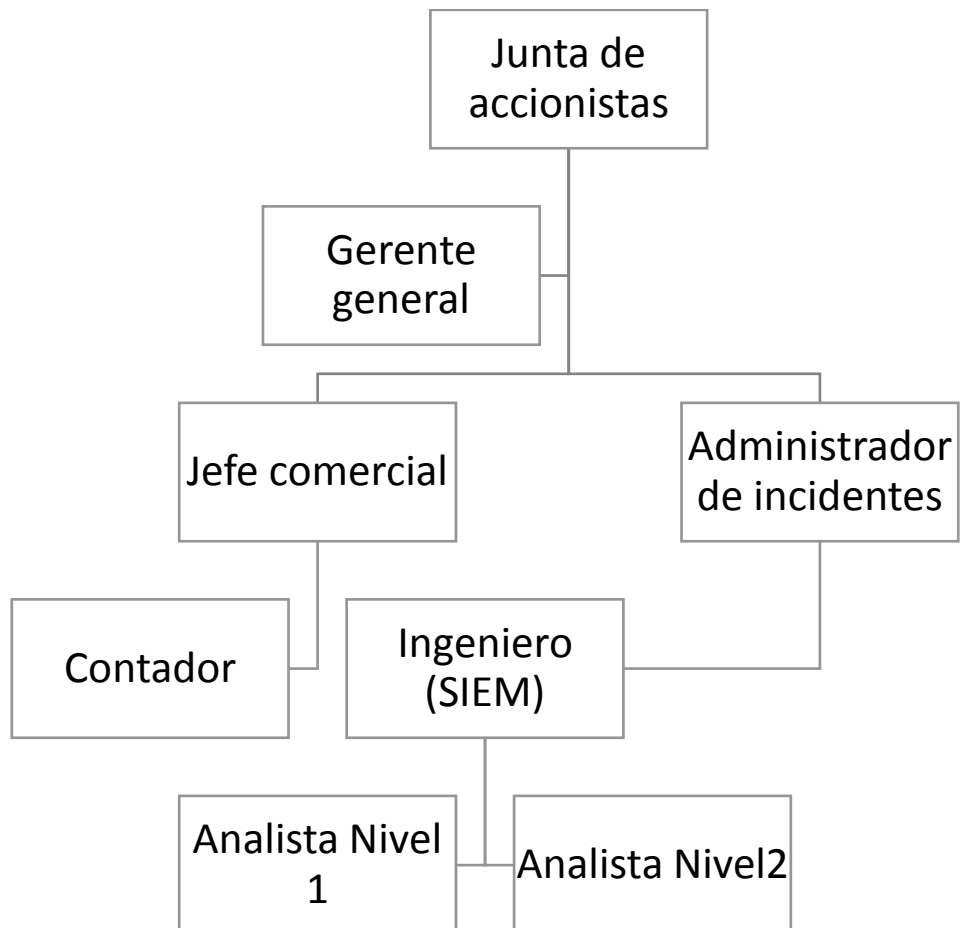 Junta de
accionistas
Gerente
general
Jefe comercial
Administrador
de incidentes
Contador
Ingeniero
(SIEM)
Analista Nivel
1
Analista Nivel2